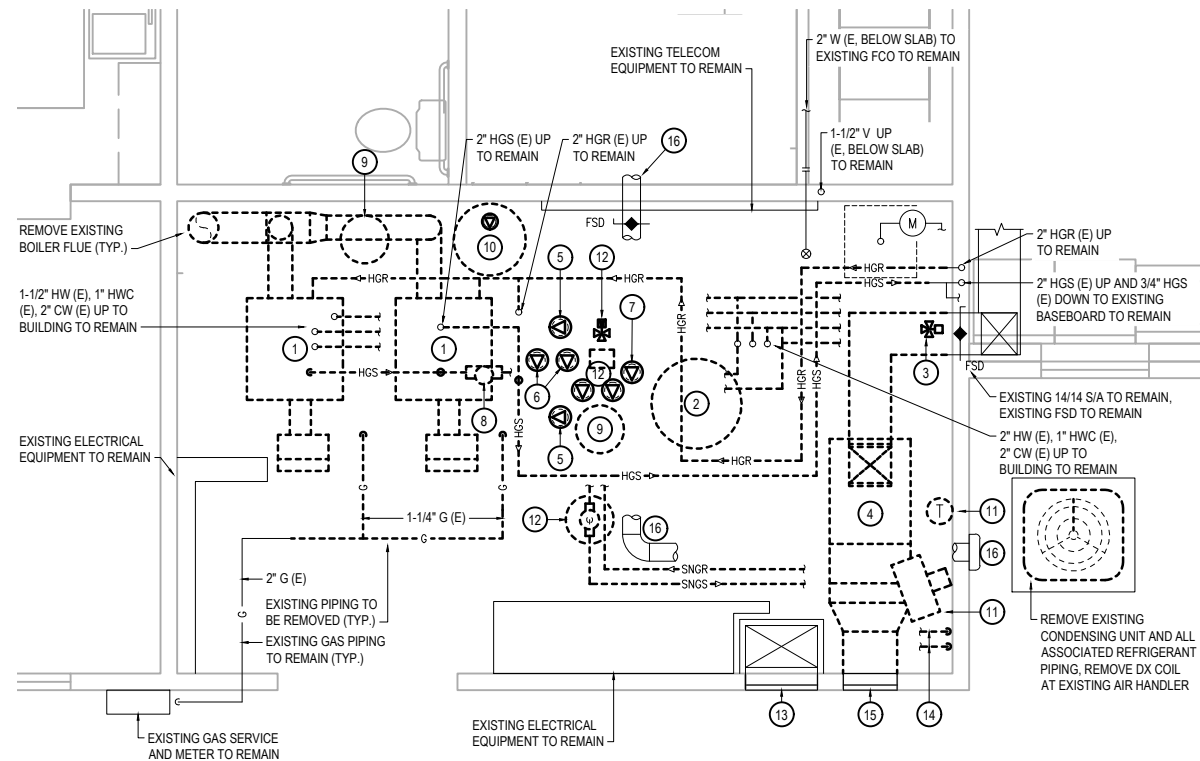 2" W (E, BELOW SLAB) TO
EXISTING FCO TO REMAIN
EXISTING TELECOM
EQUIPMENT TO REMAIN
2" HGS (E) UP
TO REMAIN
2" HGR (E) UP
TO REMAIN
16
1-1/2" V UP
(E, BELOW SLAB)
TO REMAIN
9
REMOVE EXISTING
BOILER FLUE (TYP.)
FSD
M
10
5
12
2" HGR (E) UP
TO REMAIN
HGR
HGR
HGR
HGS
2" HGS (E) UP AND 3/4" HGS
(E) DOWN TO EXISTING
BASEBOARD TO REMAIN
1-1/2" HW (E), 1" HWC
(E), 2" CW (E) UP TO
BUILDING TO REMAIN
7
HGR
1
1
3
FSD
HGS
12
HGR
HGS
6
8
2
EXISTING 14/14 S/A TO REMAIN,
EXISTING FSD TO REMAIN
5
9
HGS
2" HW (E), 1" HWC (E),
2" CW (E) UP TO
BUILDING TO REMAIN
EXISTING ELECTRICAL
EQUIPMENT TO REMAIN
HGR
HGS
G
G
1-1/4" G (E)
12
φ
16
4
T
11
G
16
2" G (E)
SNGR
SNGS
G
EXISTING PIPING TO
BE REMOVED (TYP.)
EXISTING GAS PIPING
TO REMAIN (TYP.)
11
REMOVE EXISTING
CONDENSING UNIT AND ALL
ASSOCIATED REFRIGERANT
PIPING, REMOVE DX COIL
AT EXISTING AIR HANDLER
13
15
14
EXISTING ELECTRICAL
EQUIPMENT TO REMAIN
EXISTING GAS SERVICE
AND METER TO REMAIN